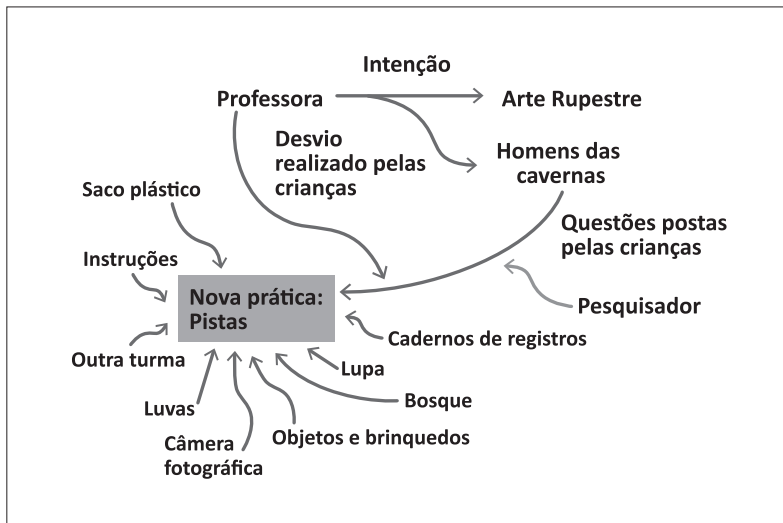 Intenção
Professora
Arte Rupestre
Desvio
realizado pelas
crianças
Homens das
cavernas
Saco plástico
Questões postas
pelas crianças
Instruções
Nova prática:
Pistas
Pesquisador
Cadernos de registros
Outra turma
Lupa
Bosque
Luvas
Objetos e brinquedos
Câmera
fotográfica